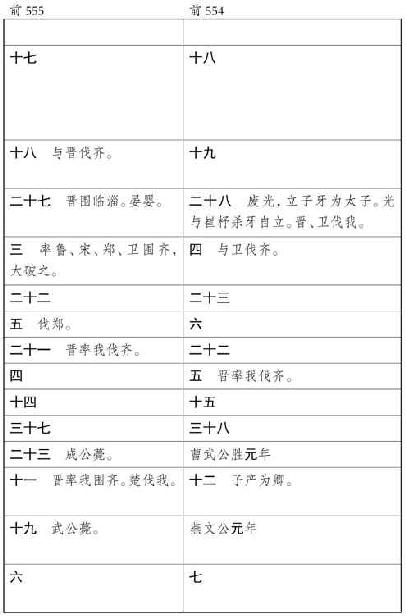 前 555 前 554
十七 十八
十八 与晋伐齐。 十九
二十七 晋围临淄。晏婴。
二十八 废光，立子牙为太子。光
与崔杼杀牙自立。晋、卫伐我。
三 率鲁、宋、郑、卫围齐，
大破之。
四 与卫伐齐。
二十二 二十三
五 伐郑。 六
二十一 晋率我伐齐。 二十二
四 五 晋率我伐齐。
十四 十五
三十七 三十八
二十三 成公薨。 曹武公胜元年
十一 晋率我围齐。楚伐我。 十二 子产为卿。
十九 武公薨。 燕文公元年
六 七